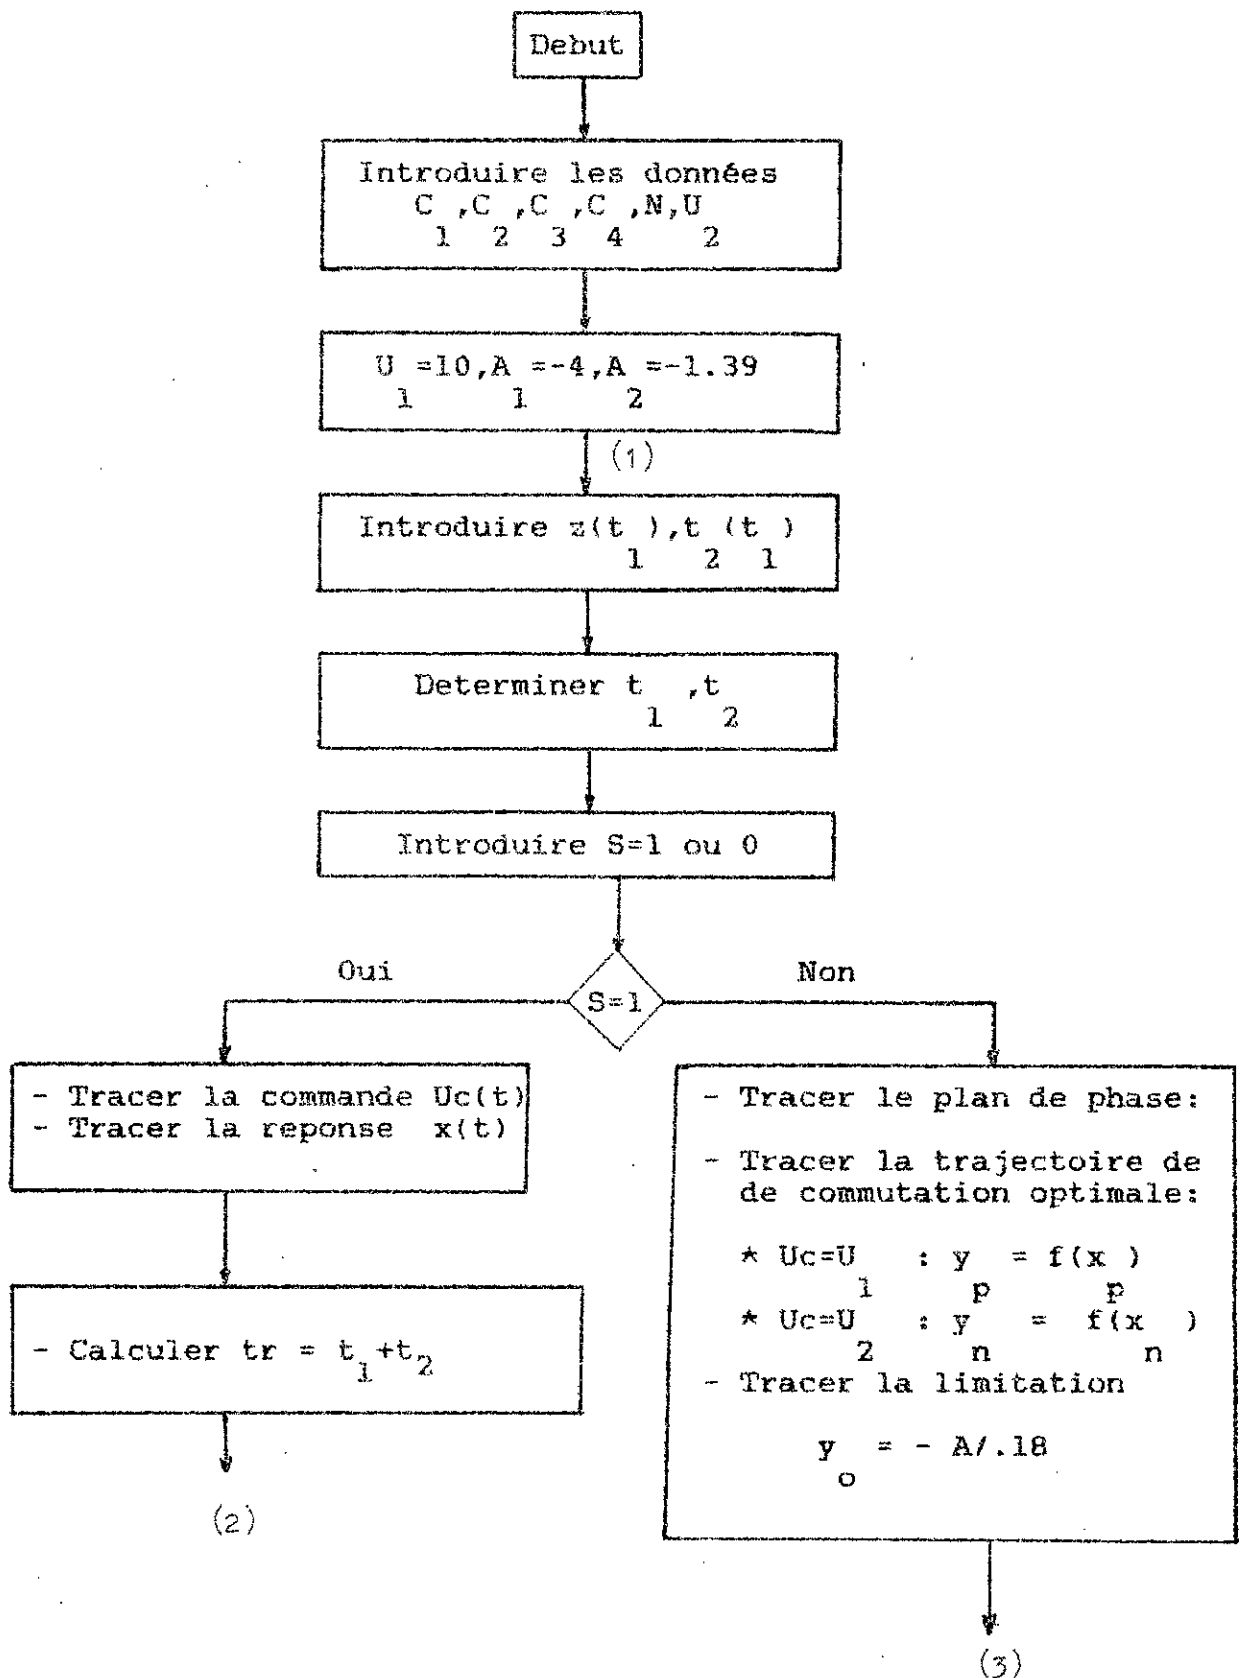 Debut
Introduire les données
C ,C ,C ,C ,N,U
1 2 3 4 2
U =10,A =-4,A =-1.39
1 1 2
(1)
Introduire z(t ),t (t )
1 2 1
Determiner t ,t
1 2
Introduire S=1 ou 0
Oui
Non
S=1
- Tracer la commande Uc(t)
- Tracer la reponse x(t)
- Calculer tr = t +t
1 2
(2)
- Tracer le plan de phase:
- Tracer la trajectoire de
de commutation optimale:
* Uc=U : y = f(x )
1 p p
* Uc=U : y = f(x )
2 n n
- Tracer la limitation
y = - A/.18
o
(3)